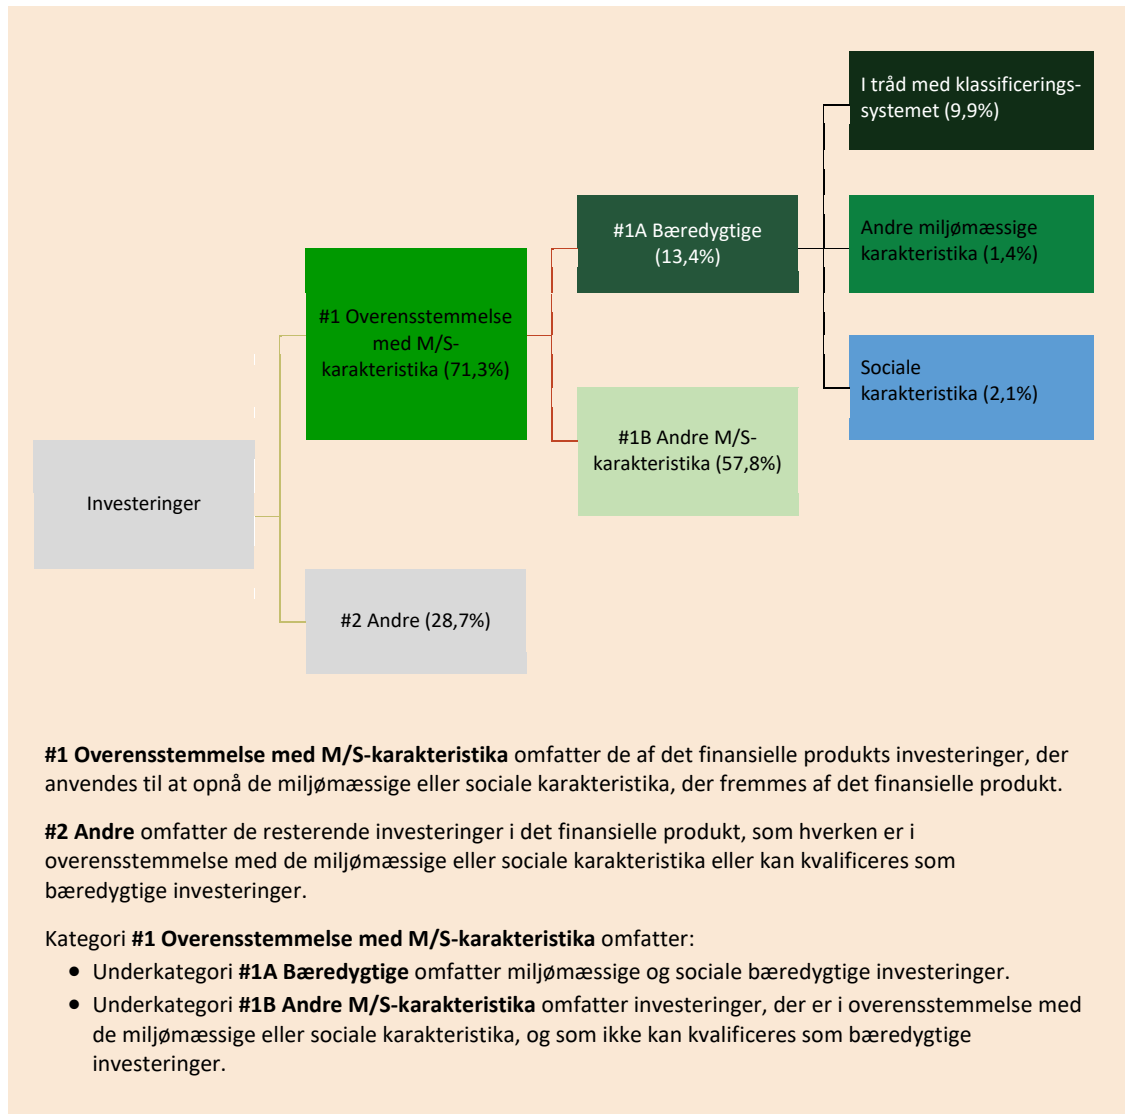 I tråd med klassificerings-
systemet (9,9%)
#1A Bæredygtige
(13,4%)
Andre miljømæssige
karakteristika (1,4%)
#1 Overensstemmelse
med M/S-
karakteristika (71,3%)
Sociale
karakteristika (2,1%)
#1B Andre M/S-
karakteristika (57,8%)
Investeringer
#2 Andre (28,7%)
#1 Overensstemmelse med M/S-karakteristika omfatter de af det finansielle produkts investeringer, der
anvendes til at opnå de miljømæssige eller sociale karakteristika, der fremmes af det finansielle produkt.
#2 Andre omfatter de resterende investeringer i det finansielle produkt, som hverken er i
overensstemmelse med de miljømæssige eller sociale karakteristika eller kan kvalificeres som
bæredygtige investeringer.
Kategori #1 Overensstemmelse med M/S-karakteristika omfatter:
• Underkategori #1A Bæredygtige omfatter miljømæssige og sociale bæredygtige investeringer.
• Underkategori #1B Andre M/S-karakteristika omfatter investeringer, der er i overensstemmelse med
de miljømæssige eller sociale karakteristika, og som ikke kan kvalificeres som bæredygtige
investeringer.